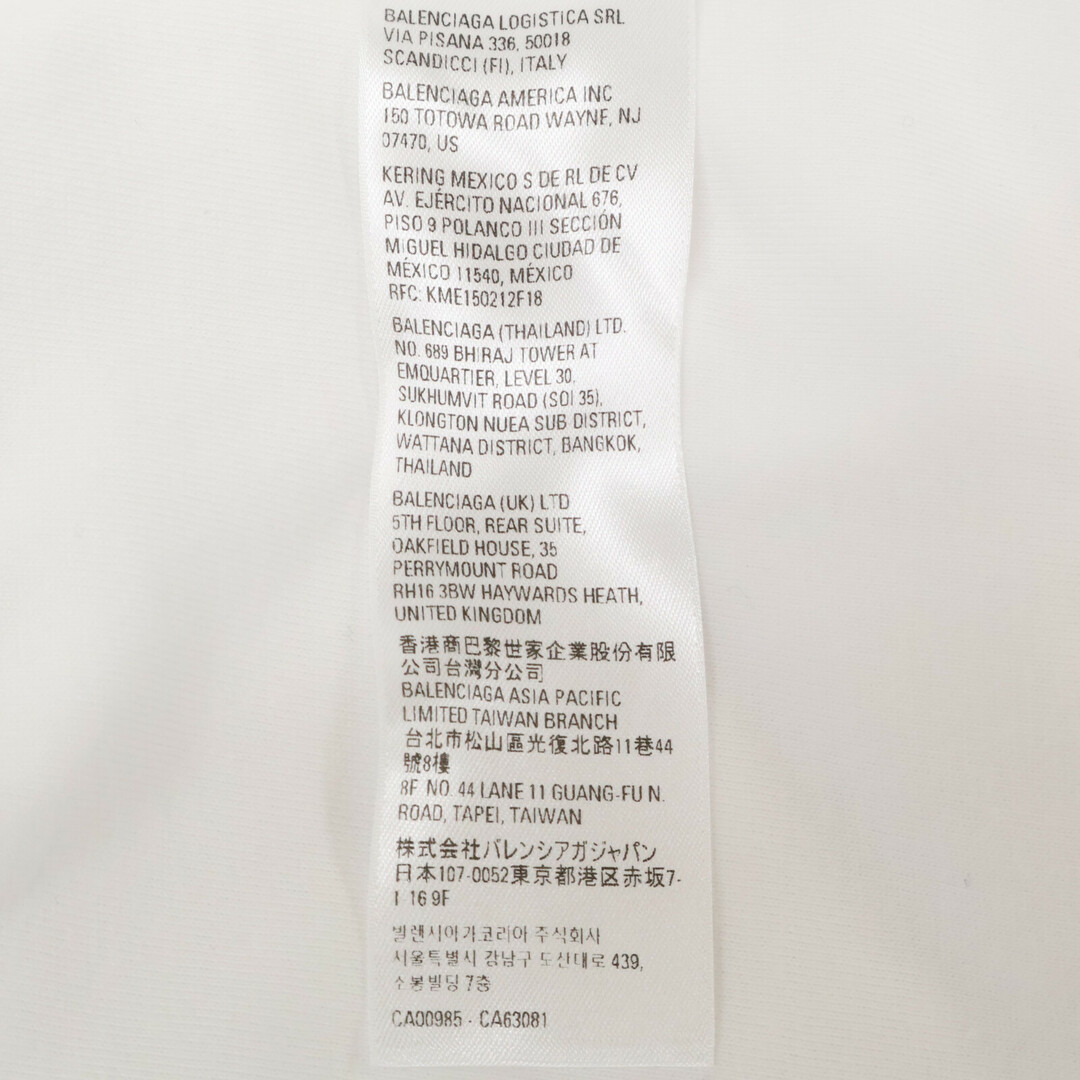 BALENCIAGA LOGISTICA SRL
VIA PISANA 336, 50018
SCANDICCI (FI), ITALY
BALENCIAGA AMERICA INC
150 TOTOWA ROAD WAYNE, NJ
07470, US
KERING MEXICO S DE RL DE CV
AV. EJÉRCITO NACIONAL 676,
PISO 9 POLANCO III SECCIÓN
MIGUEL HIDALGO CIUDAD DE
MÉXICO 11540, MÉXICO
RFC: KME150212F18
BALENCIAGA (THAILAND) LTD.
NO. 689 BHIRAJ TOWER AT
EMQUARTIER, LEVEL 30,
SUKHUMVIT ROAD (SOI 35),
KLONGTON NUEA SUB DISTRICT,
WATTANA DISTRICT, BANGKOK,
THAILAND
BALENCIAGA (UK) LTD
5TH FLOOR, REAR SUITE,
OAKFIELD HOUSE, 35
PERRYMOUNT ROAD
RH16 3BW HAYWARDS HEATH,
UNITED KINGDOM
香港商巴黎世家企業股份有限
公司台灣分公司
BALENCIAGA ASIA PACIFIC
LIMITED TAIWAN BRANCH
台北市松山區光復北路11巷44
號8樓
8F NO. 44 LANE 11 GUANG-FU N.
ROAD, TAPEI, TAIWAN
株式会社バレンシアガジャパン
日本107-0052東京都港区赤坂7-
1 16 9F
발렌시아가코리아 주식회사
서울특별시 강남구 도산대로 439,
소봉빌딩 7층
CA00985 - CA63081